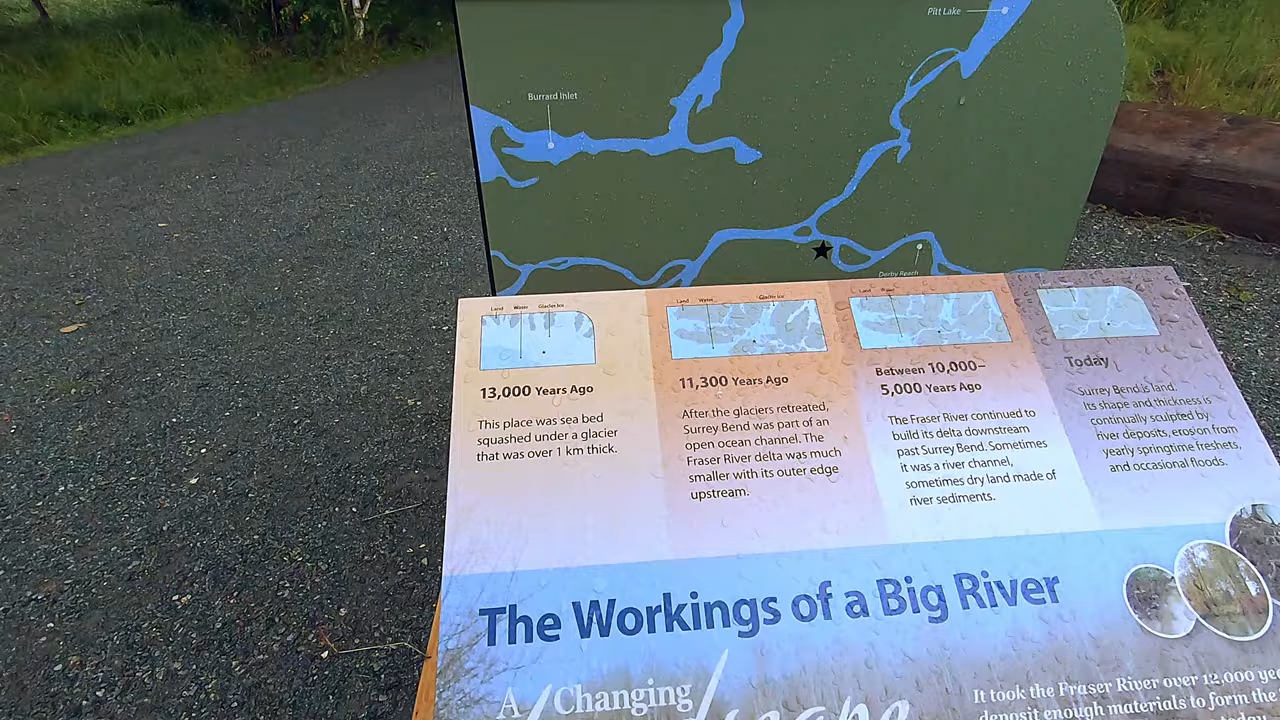 Pitt Lake
Burrard Inlet
Derby Reach
Land Water Glacier Ice
13,000 Years Ago
This place was sea bed
squashed under a glacier
that was over 1 km thick.
Land Water Glacier Ice
11,300 Years Ago
After the glaciers retreated,
Surrey Bend was part of an
open ocean channel. The
Fraser River delta was much
smaller with its outer edge
upstream.
Land Water
Between 10,000–
5,000 Years Ago
The Fraser River continued to
build its delta downstream
past Surrey Bend. Sometimes
it was a river channel,
sometimes dry land made of
river sediments.
Today
Surrey Bend is land.
Its shape and thickness is
continually sculpted by
river deposits, erosion from
yearly springtime freshets,
and occasional floods.
The Workings of a Big River
A Changing
It took the Fraser River over 12,000
deposit enough materials to form the